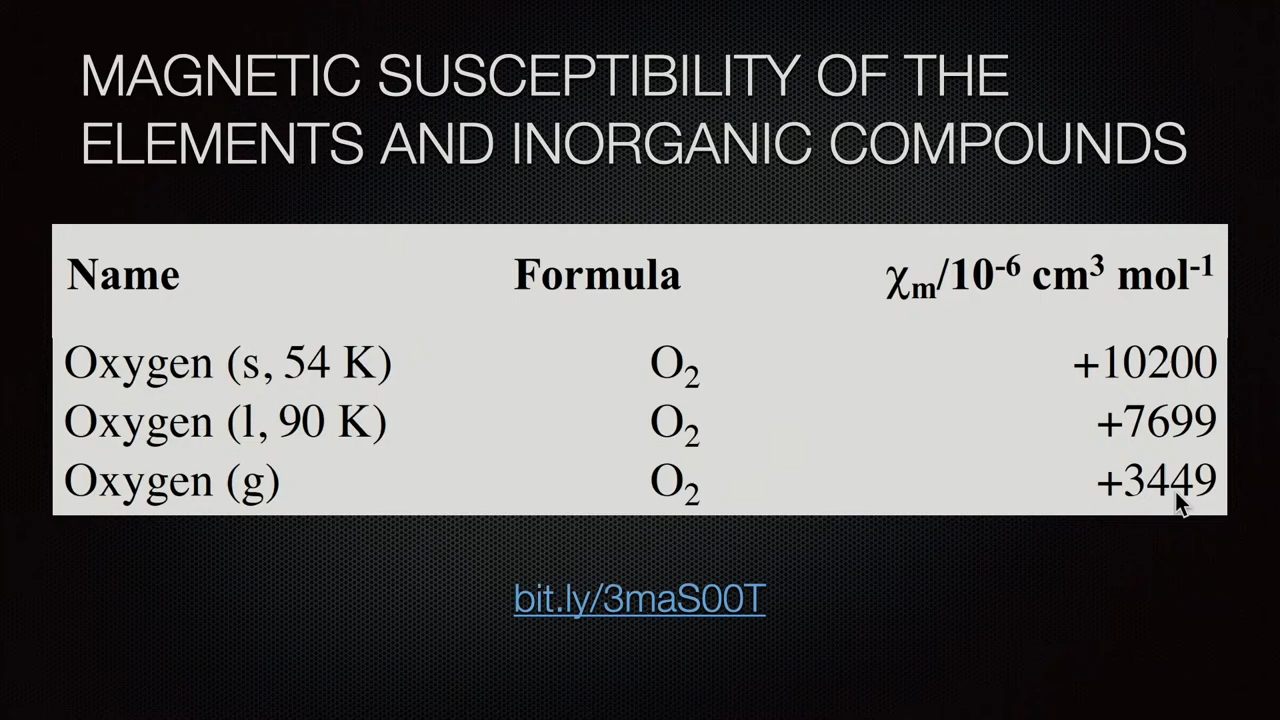 MAGNETIC SUSCEPTIBILITY OF THE
ELEMENTS AND INORGANIC COMPOUNDS
Name Formula χₘ/10⁻⁶ cm³ mol⁻¹
Oxygen (s, 54 K) O₂ +10200
Oxygen (l, 90 K) O₂ +7699
Oxygen (g) O₂ +3449
bit.ly/3maS00T